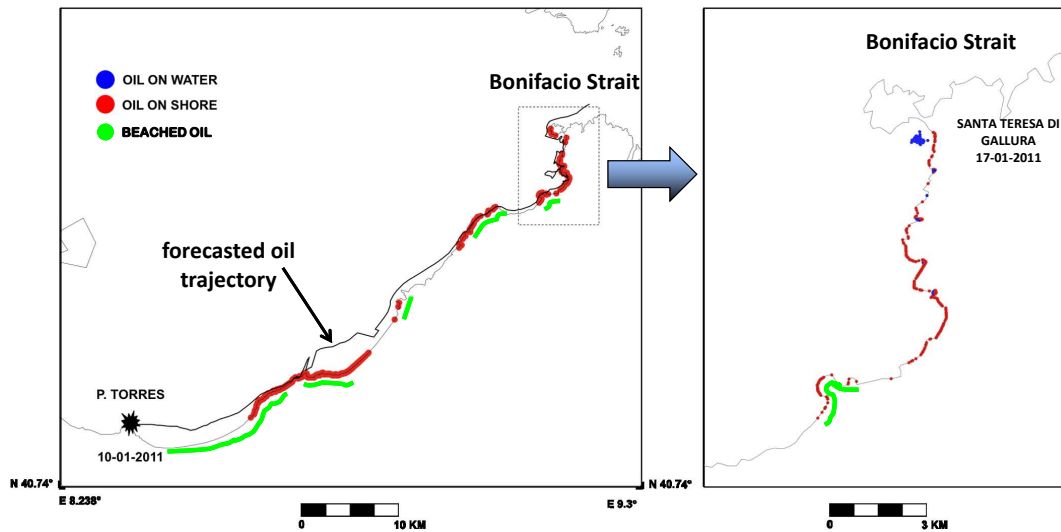 Bonifacio Strait
OIL ON WATER
OIL ON SHORE
BEACHED OIL
Bonifacio Strait
SANTA TERESA DI
GALLURA
17-01-2011
forecasted oil
trajectory
P. TORRES
10-01-2011
N 40.74°
E 8.238°
E 9.3°
N 40.74°
0
10 KM
0
3 KM